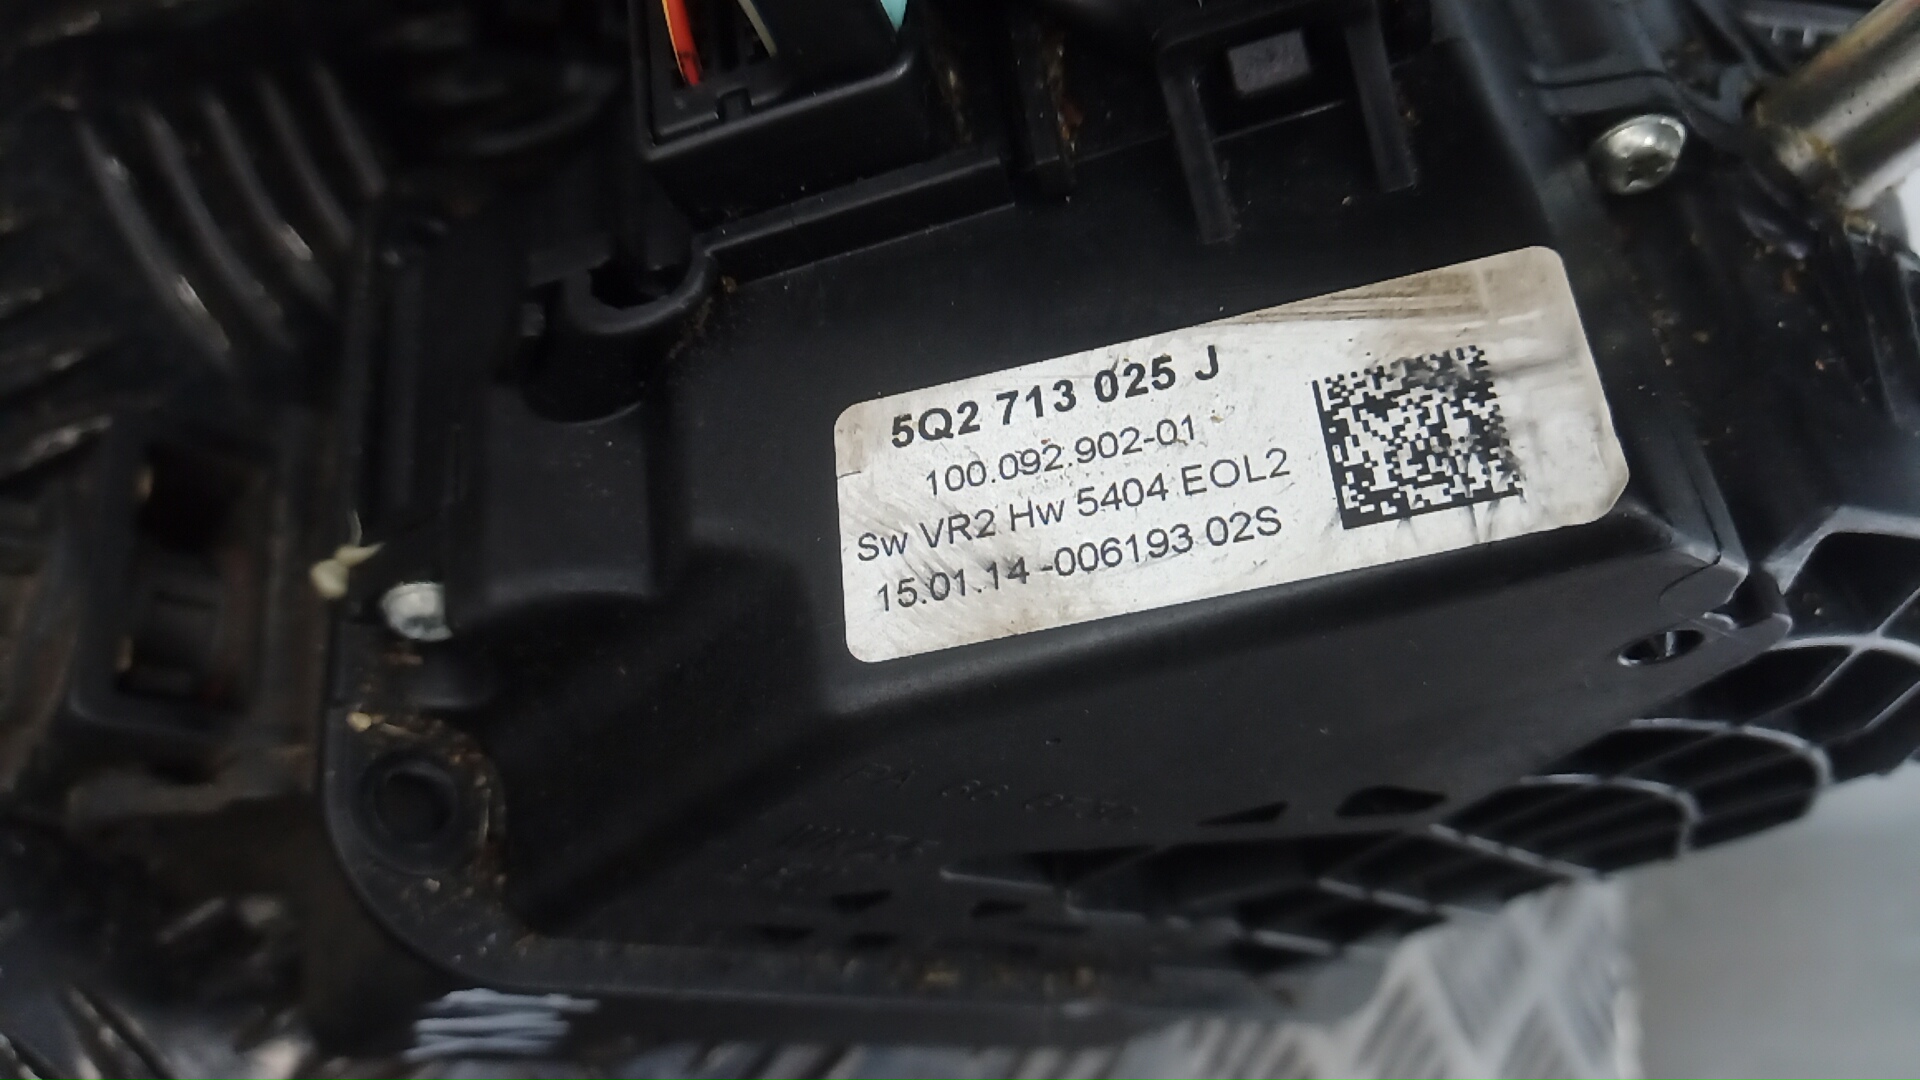 5Q2 713 025 J
100.092.902-01
Sw VR2 Hw 5404 EOL2
15.01.14-006193 02S